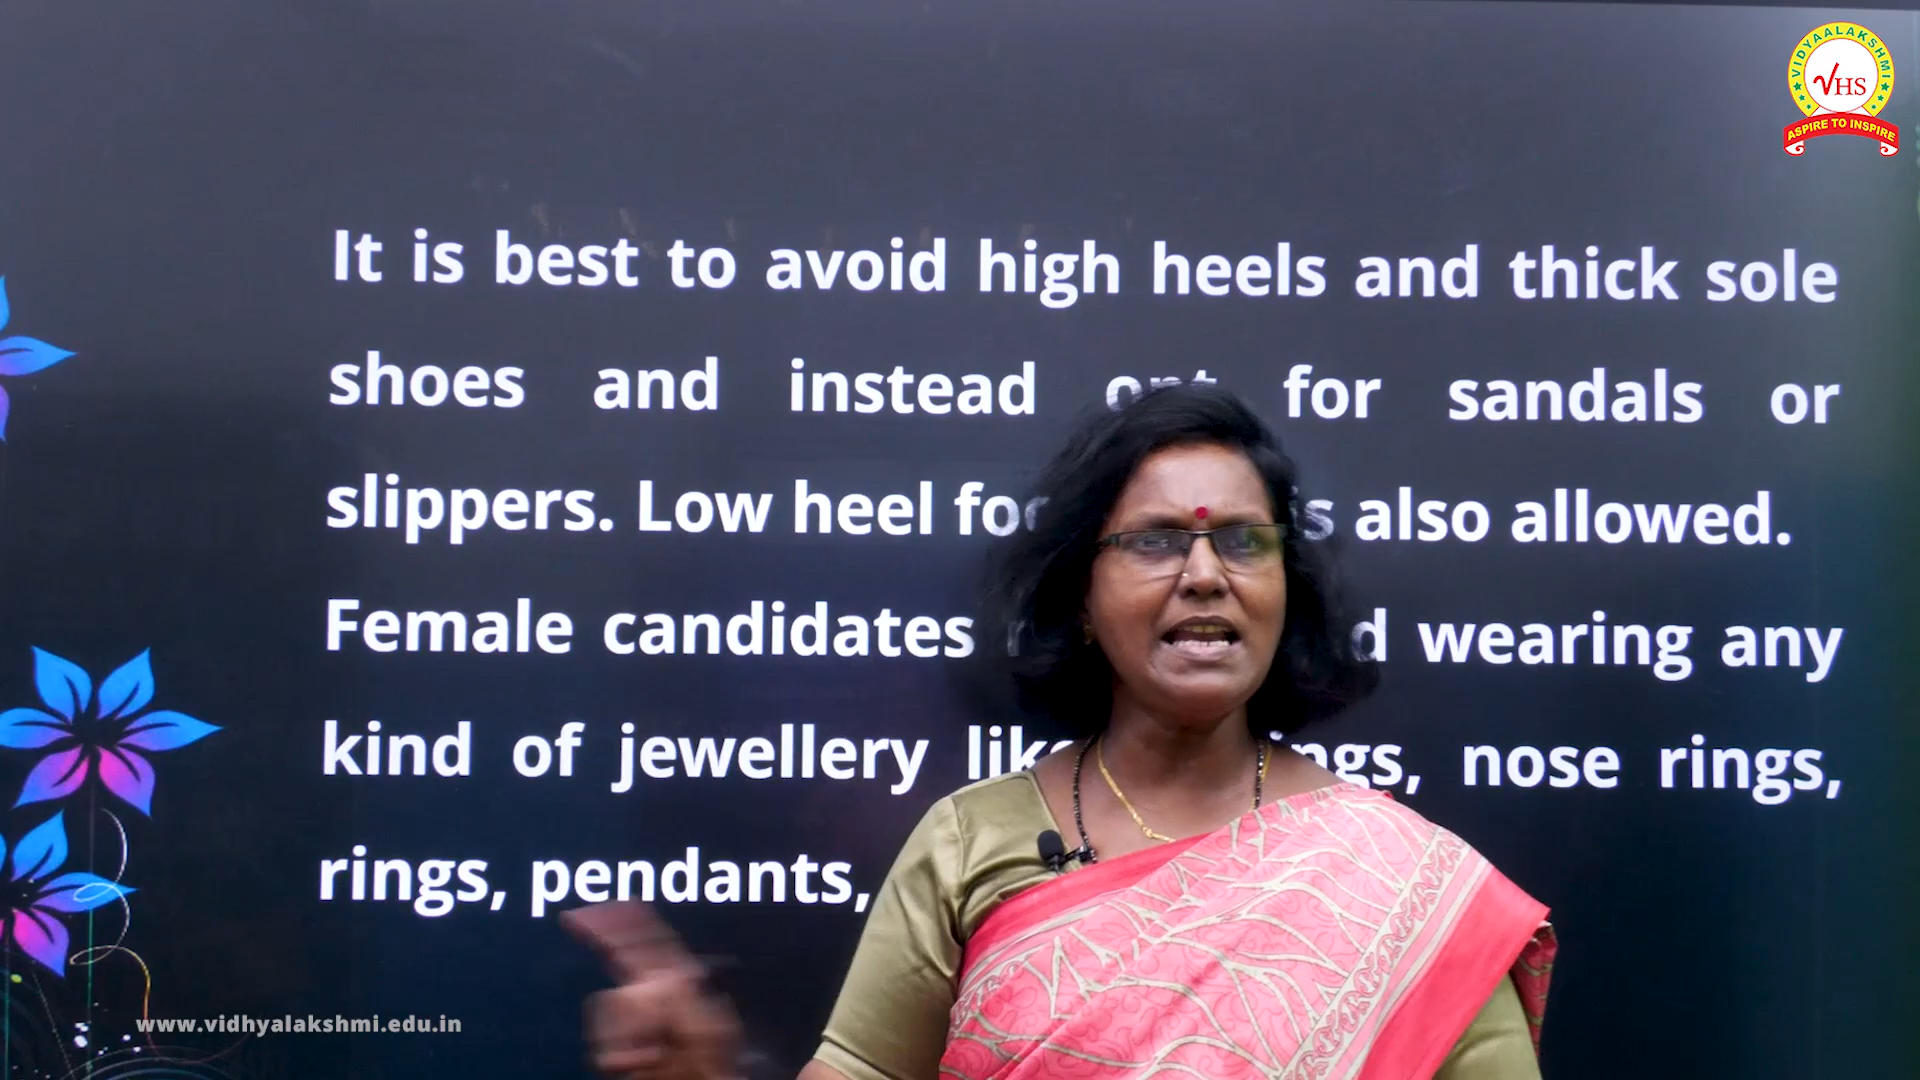 It is best to avoid high heels and thick sole
shoes and instead opt for sandals or
slippers. Low heel is also allowed.
Female candidates wearing any
kind of jewellery nose rings,
rings, pendants,
VIDYAALAKSHMI
VHS
ASPIRE TO INSPIRE
www.vidhyalakshmi.edu.in